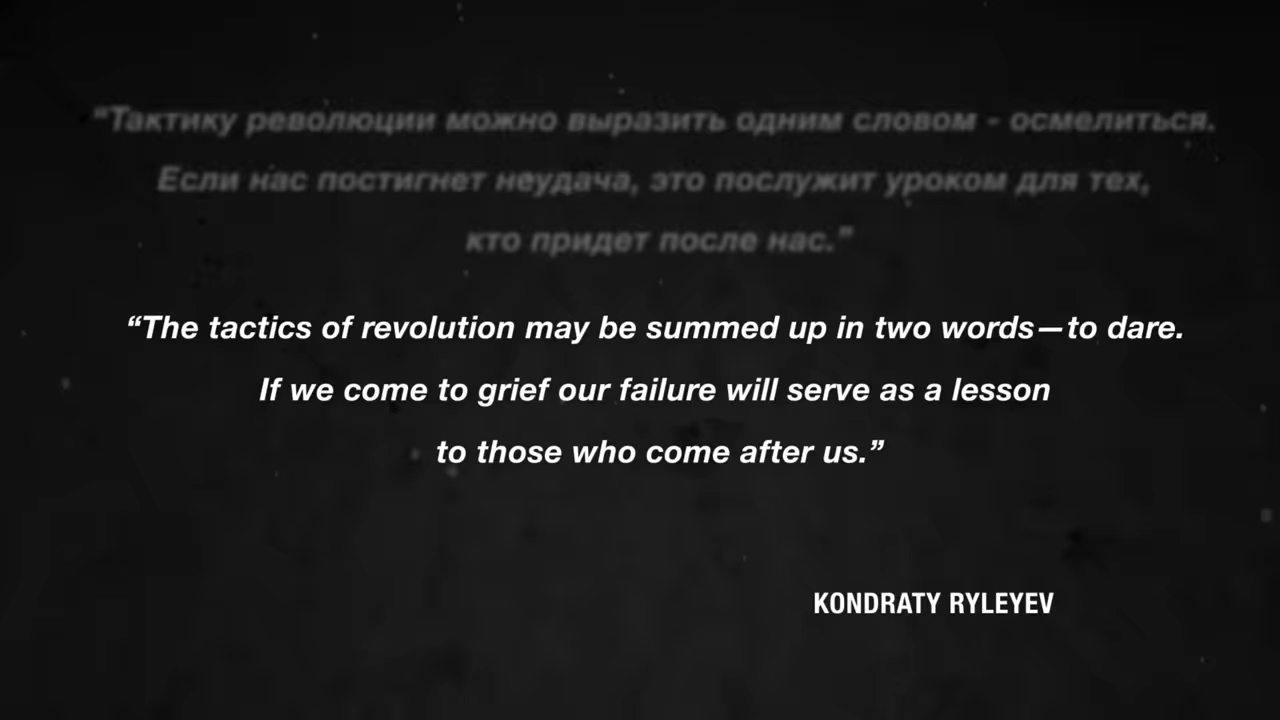 “Тактику революции можно выразить одним словом - осмелиться.
Если нас постигнет неудача, это послужит уроком для тех,
кто придет после нас.”
“The tactics of revolution may be summed up in two words—to dare.
If we come to grief our failure will serve as a lesson
to those who come after us.”
KONDRATY RYLEYEV